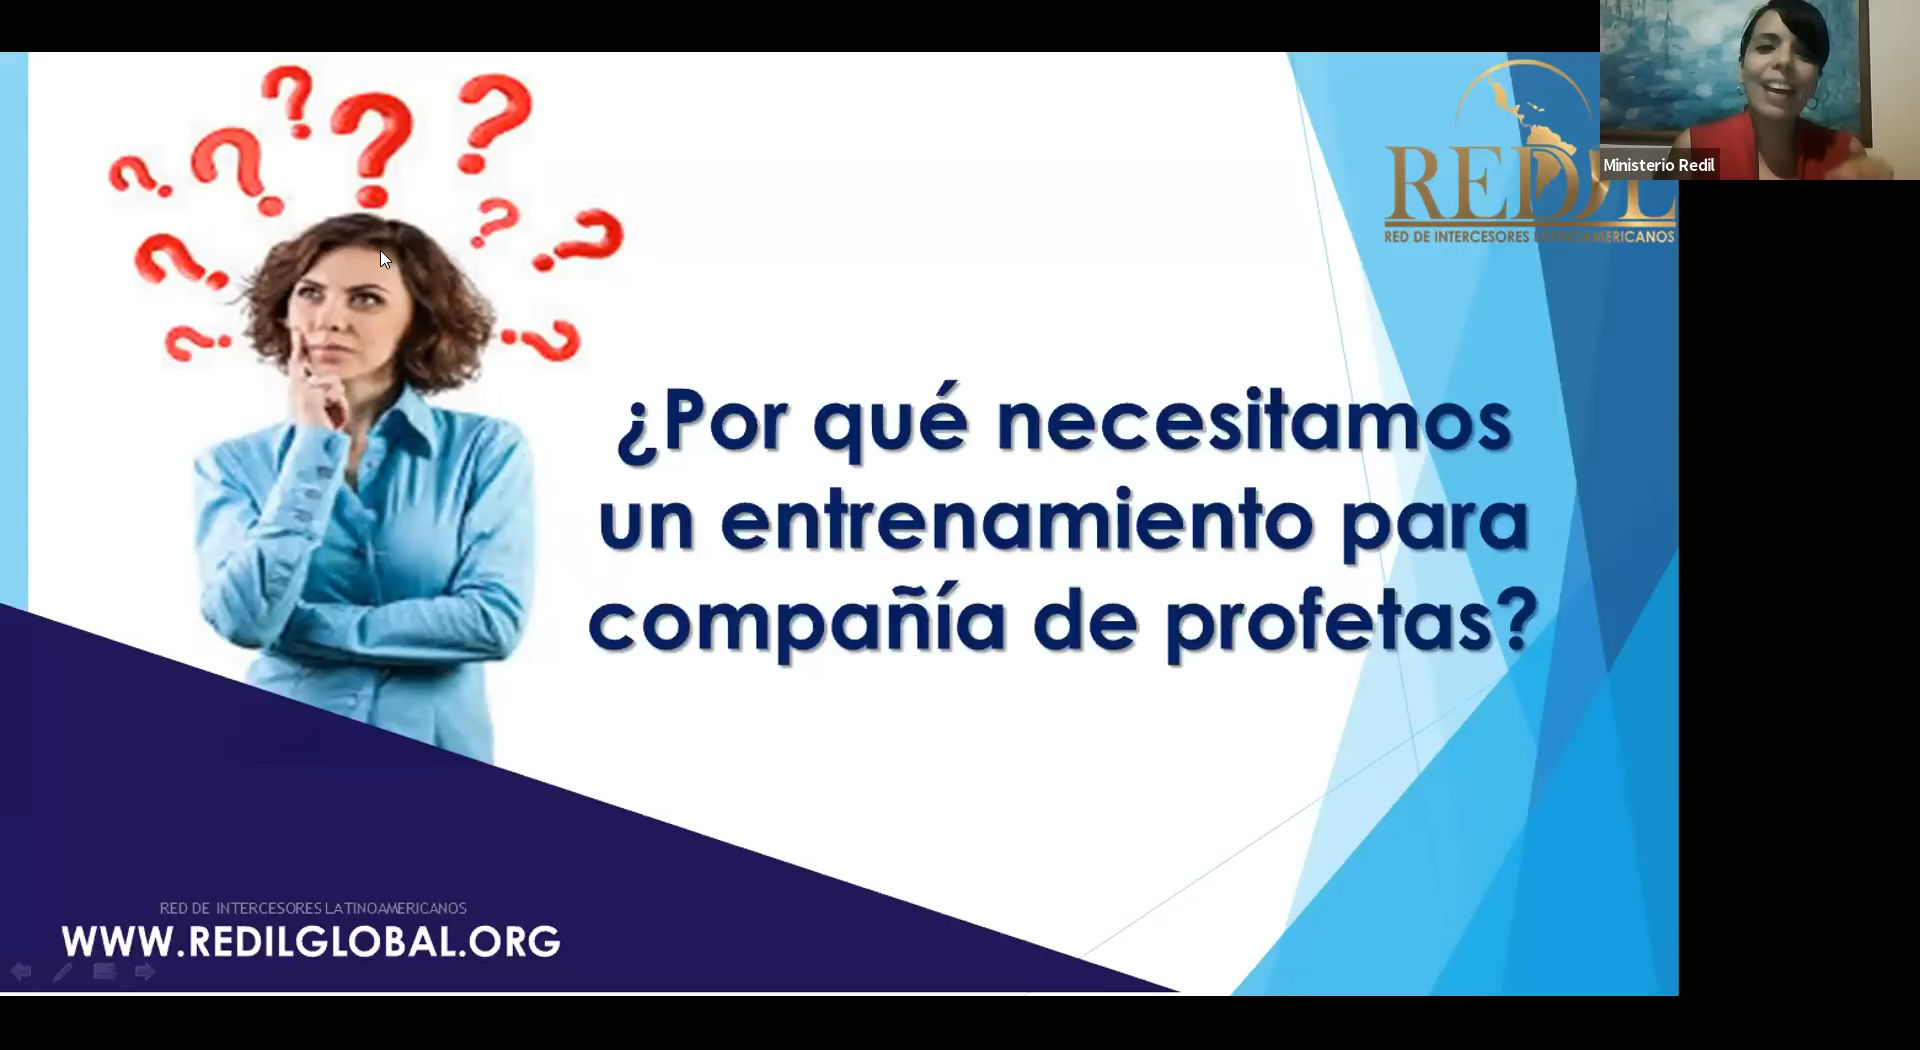 REDIL
RED DE INTERCESORES LATINOAMERICANOS
Ministerio Redil
¿Por qué necesitamos
un entrenamiento para
compañía de profetas?
RED DE INTERCESORES LATINOAMERICANOS
WWW.REDILGLOBAL.ORG